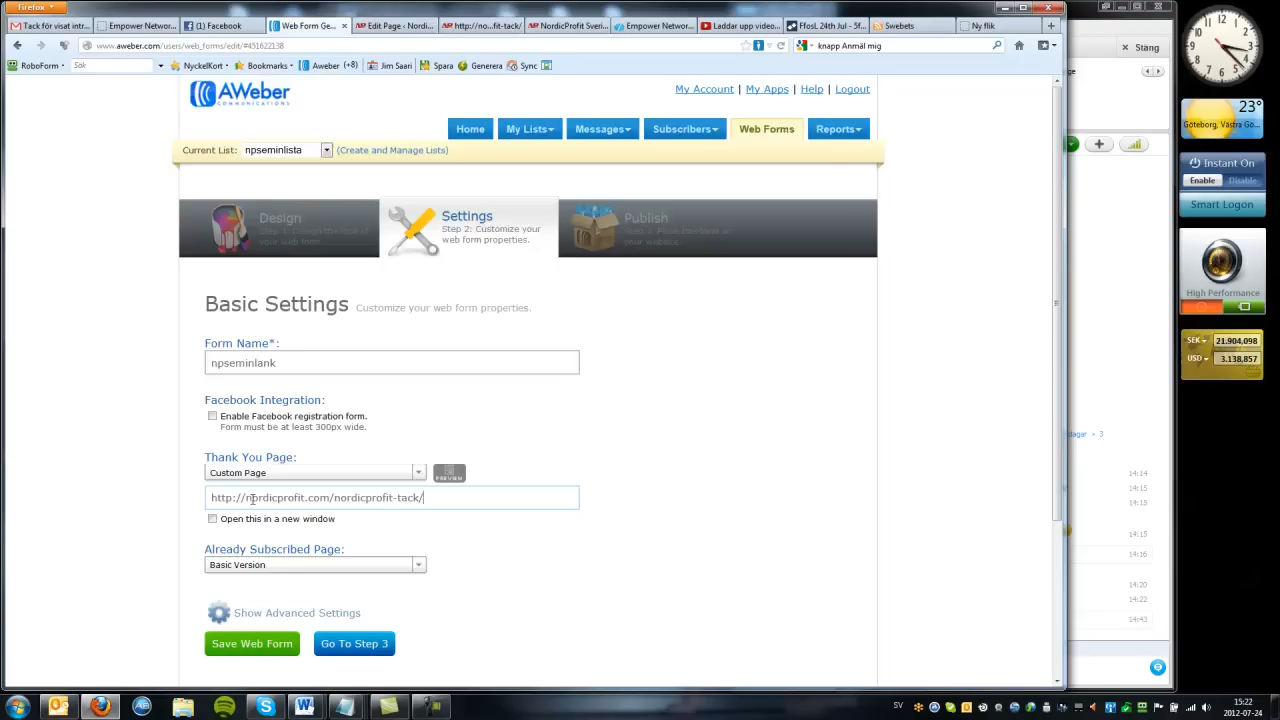 Firefox
Tack för visat intr...
Empower Network...
(1) Facebook
Web Form Ge...
Edit Page ‹ Nordic...
http://no...fit-tack/
NordicProfit Sveri...
Empower Networ...
Laddar upp video...
FfosL 24th Jul - 5f...
Swebets
Ny flik
www.aweber.com/users/web_forms/edit/#451622138
knapp Anmäl mig
RoboForm
Sök
NyckelKort
Bookmarks
Aweber (+8)
Jim Saari
Spara
Generera
Sync
AWeber
COMMUNICATIONS
My Account | My Apps | Help | Logout
Home
My Lists
Messages
Subscribers
Web Forms
Reports
Current List: npseminlista (Create and Manage Lists)
Design
Settings
Step 2: Customize your
web form properties.
Publish
Basic Settings Customize your web form properties.
Form Name*:
npseminlank
Facebook Integration:
Enable Facebook registration form.
Form must be at least 300px wide.
Thank You Page:
Custom Page
PREVIEW
http://nordicprofit.com/nordicprofit-tack/
Open this in a new window
Already Subscribed Page:
Basic Version
Show Advanced Settings
Save Web Form
Go To Step 3
Stäng
dagar + 3
14:14
14:15
14:15
14:15
14:16
14:20
14:22
14:43
23°
Göteborg, Västra Gö...
Instant On
Enable
Disable
Smart Logon
High Performance
SEK 21.904,098
USD 3.138,857
SV
15:22
2012-07-24